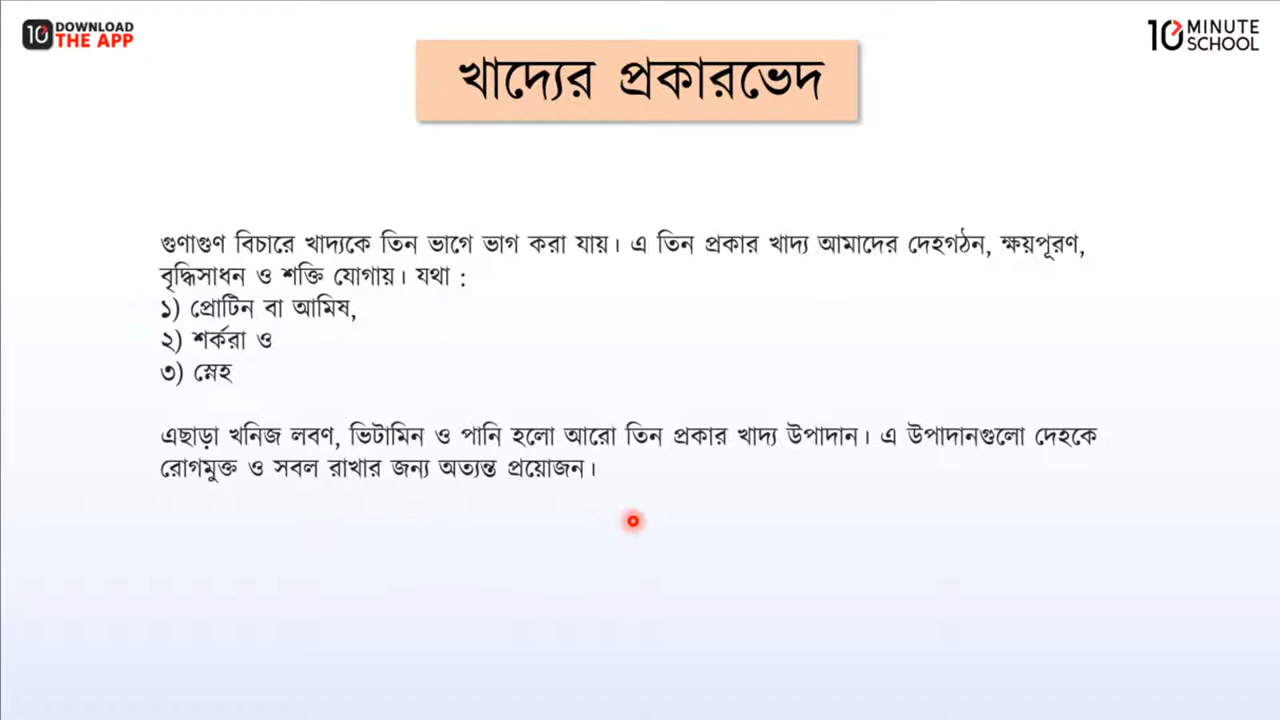 DOWNLOAD
THE APP
10 MINUTE
SCHOOL
খাদ্যের প্রকারভেদ
গুণাগুণ বিচারে খাদ্যকে তিন ভাগে ভাগ করা যায়। এ তিন প্রকার খাদ্য আমাদের দেহগঠন, ক্ষয়পূরণ,
বৃদ্ধিসাধন ও শক্তি যোগায়। যথা :
১) প্রোটিন বা আমিষ,
২) শর্করা ও
৩) স্নেহ
এছাড়া খনিজ লবণ, ভিটামিন ও পানি হলো আরো তিন প্রকার খাদ্য উপাদান। এ উপাদানগুলো দেহকে
রোগমুক্ত ও সবল রাখার জন্য অত্যন্ত প্রয়োজন।